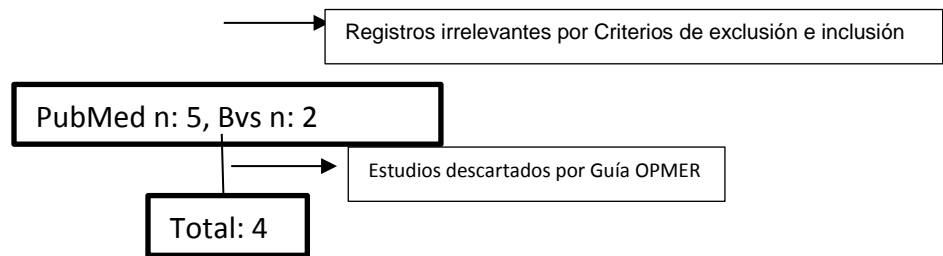 Registros irrelevantes por Criterios de exclusión e inclusión
PubMed n: 5, Bvs n: 2
Estudios descartados por Guía OPMER
Total: 4